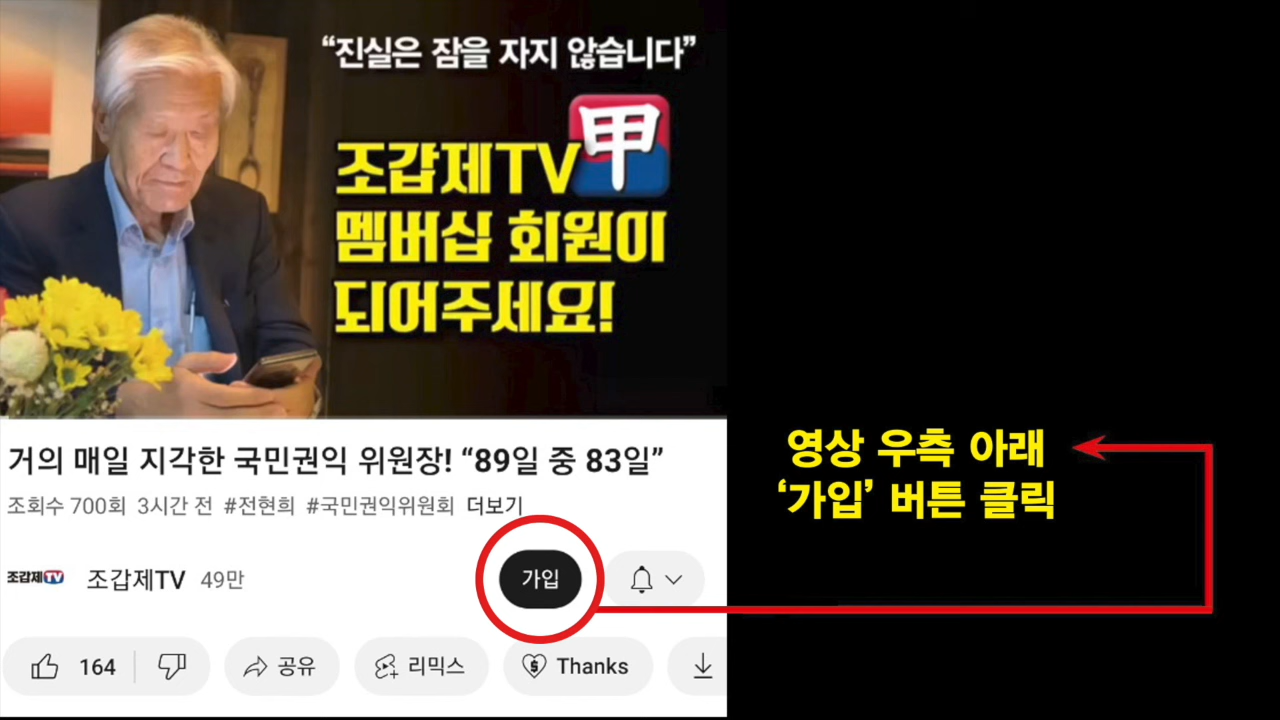 “진실은 잠을 자지 않습니다”
조갑제TV甲
멤버십 회원이
되어주세요!
거의 매일 지각한 국민권익 위원장! “89일 중 83일”
조회수 700회 3시간 전 #전현희 #국민권익위원회 더보기
조갑제TV 조갑제TV 49만 가입
164 공유 리믹스 Thanks
영상 우측 아래
‘가입’ 버튼 클릭